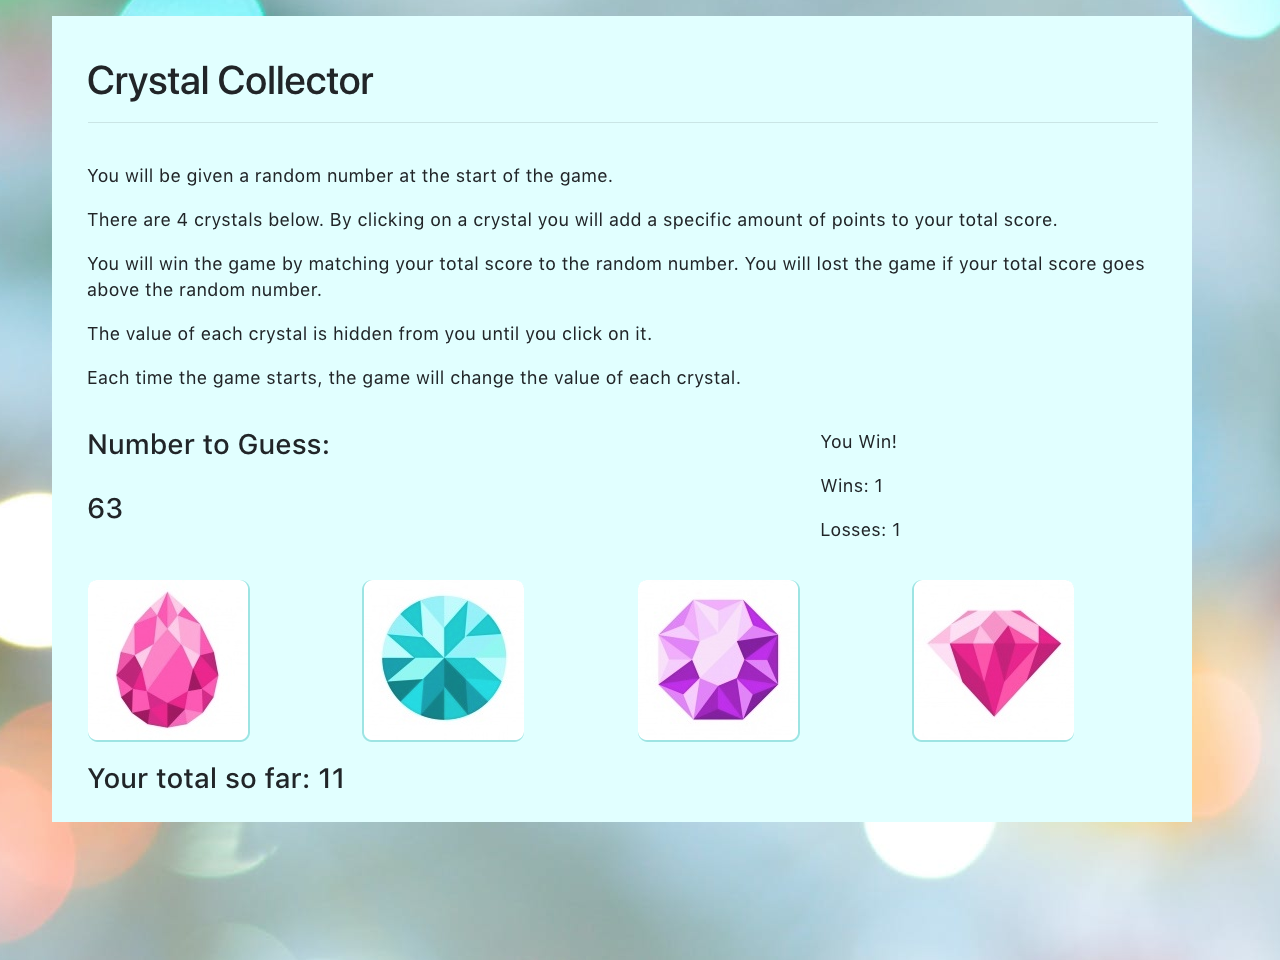 Crystal Collector
You will be given a random number at the start of the game.
There are 4 crystals below. By clicking on a crystal you will add a specific amount of points to your total score.
You will win the game by matching your total score to the random number. You will lost the game if your total score goes
above the random number.
The value of each crystal is hidden from you until you click on it.
Each time the game starts, the game will change the value of each crystal.
Number to Guess:
63
You Win!
Wins: 1
Losses: 1
Your total so far: 11